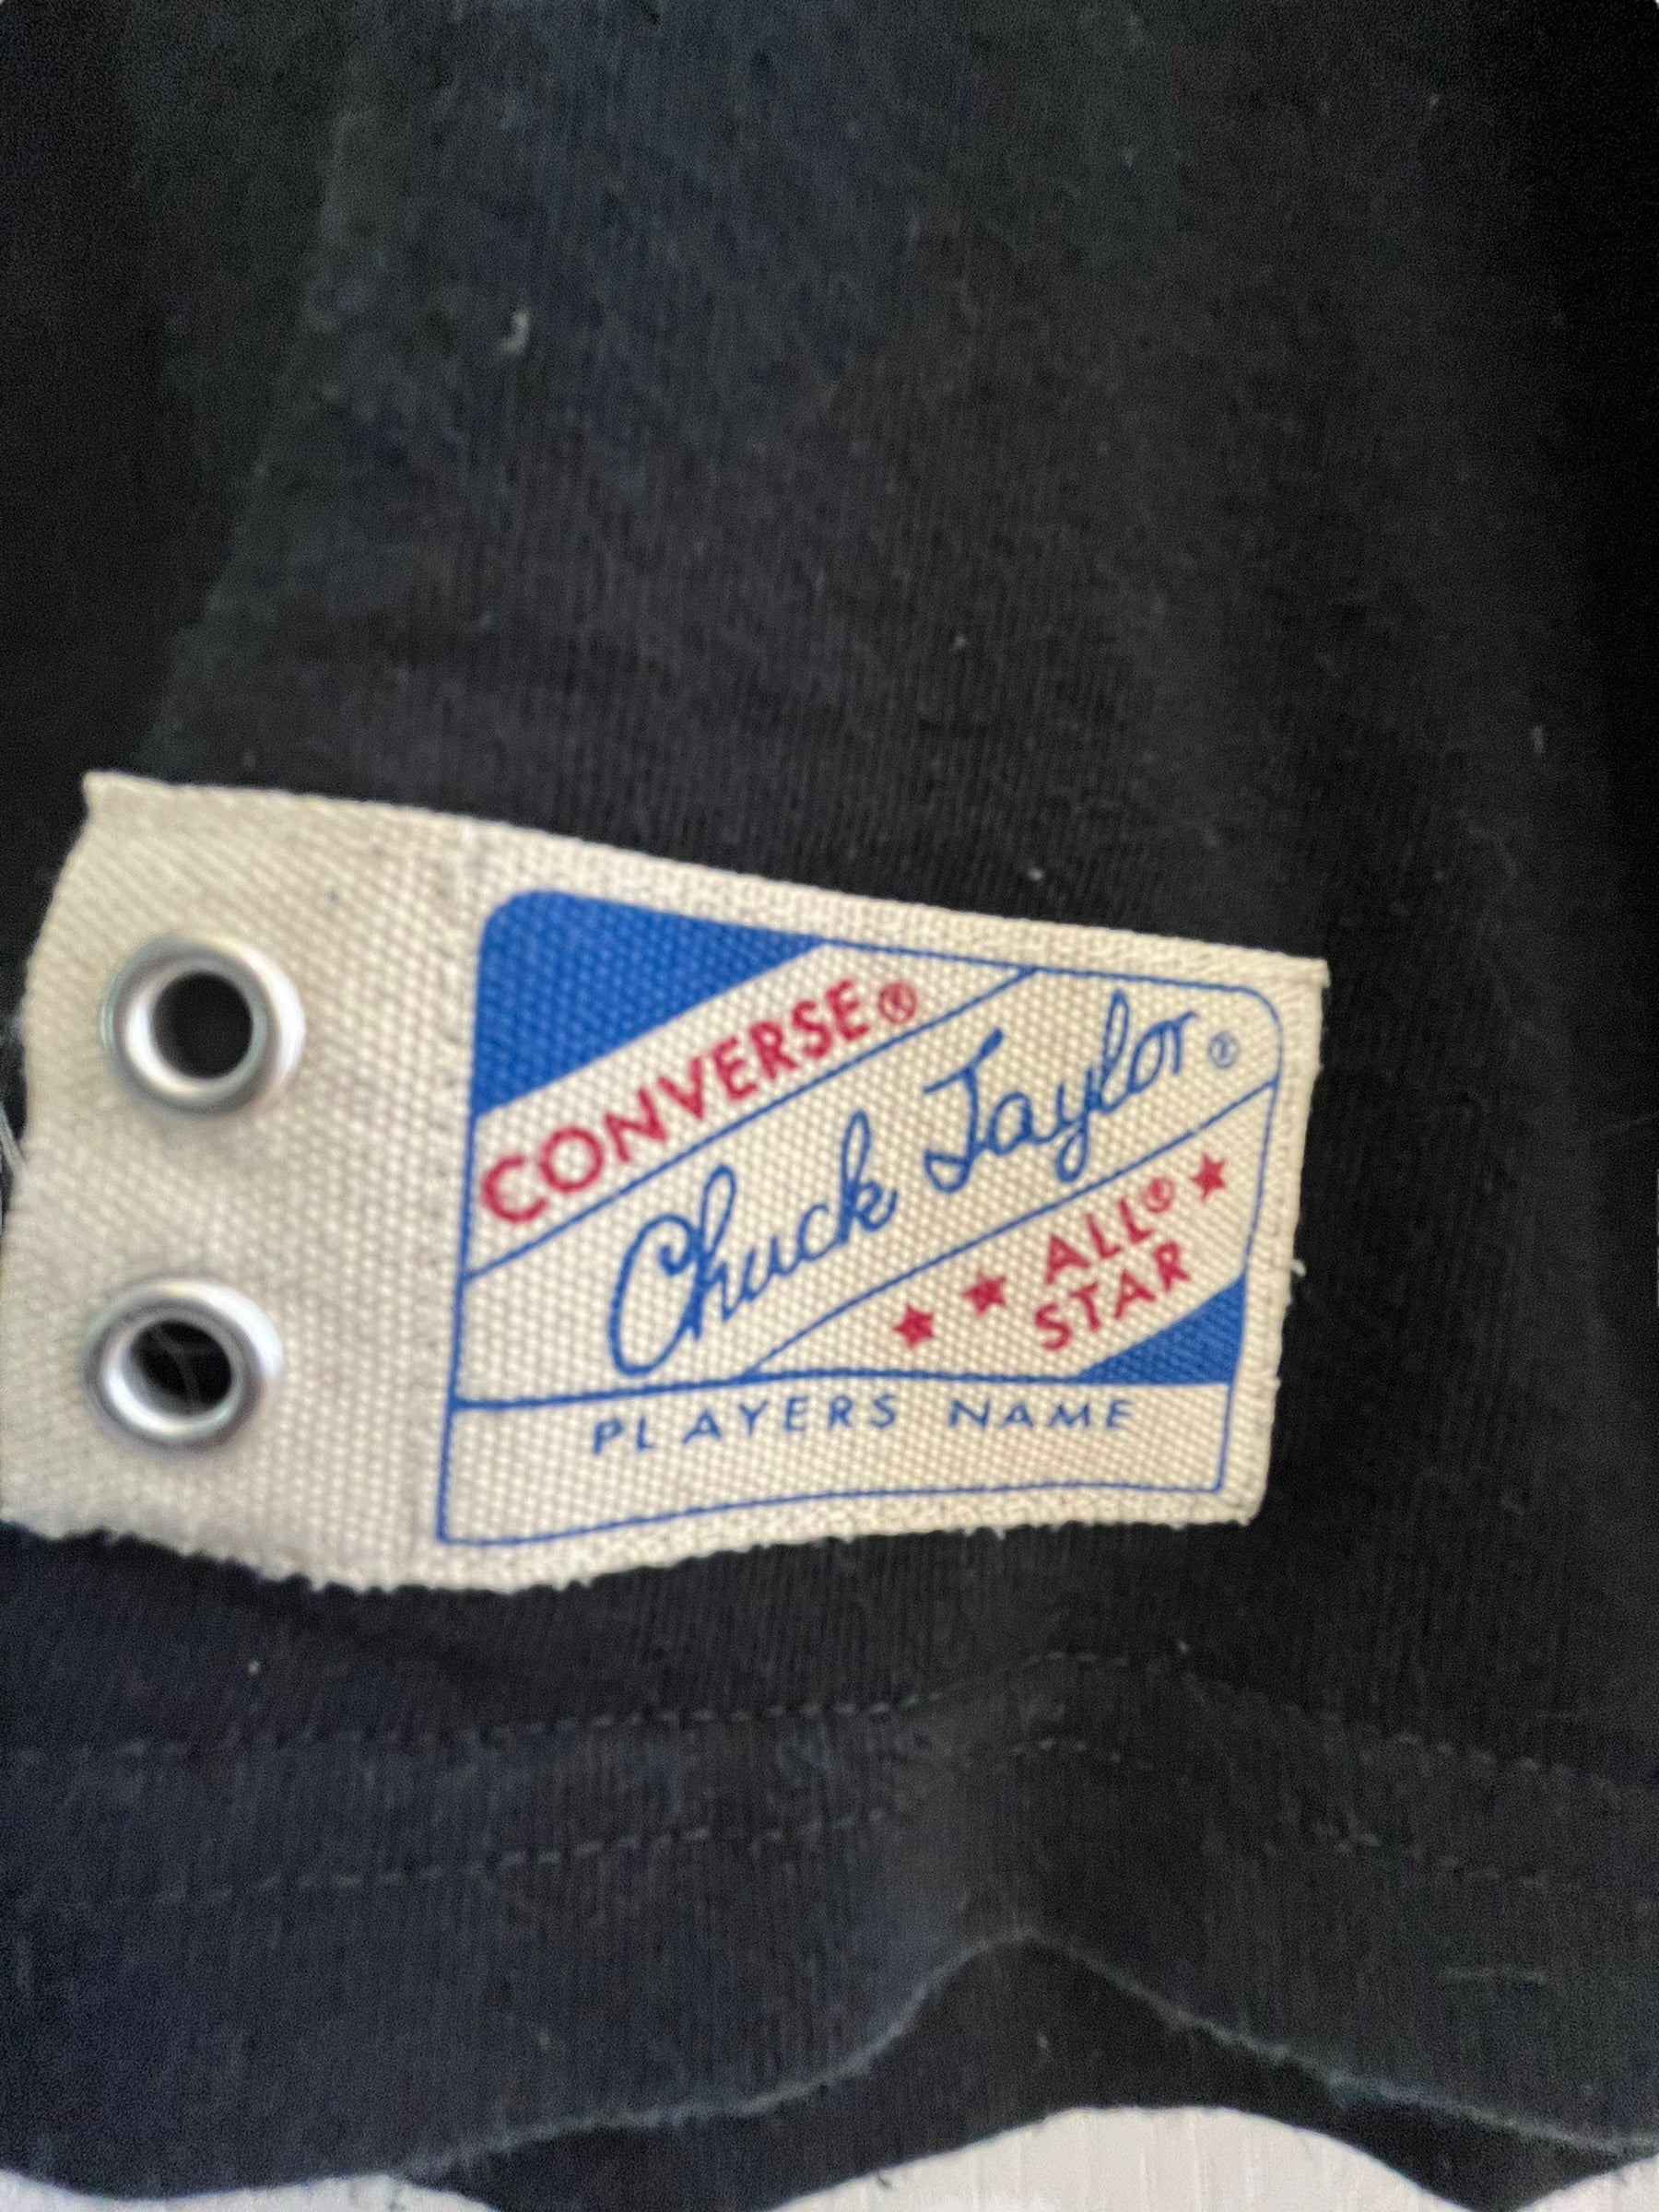 CONVERSE®
Chuck Taylor®
ALL®
STAR
PLAYERS NAME